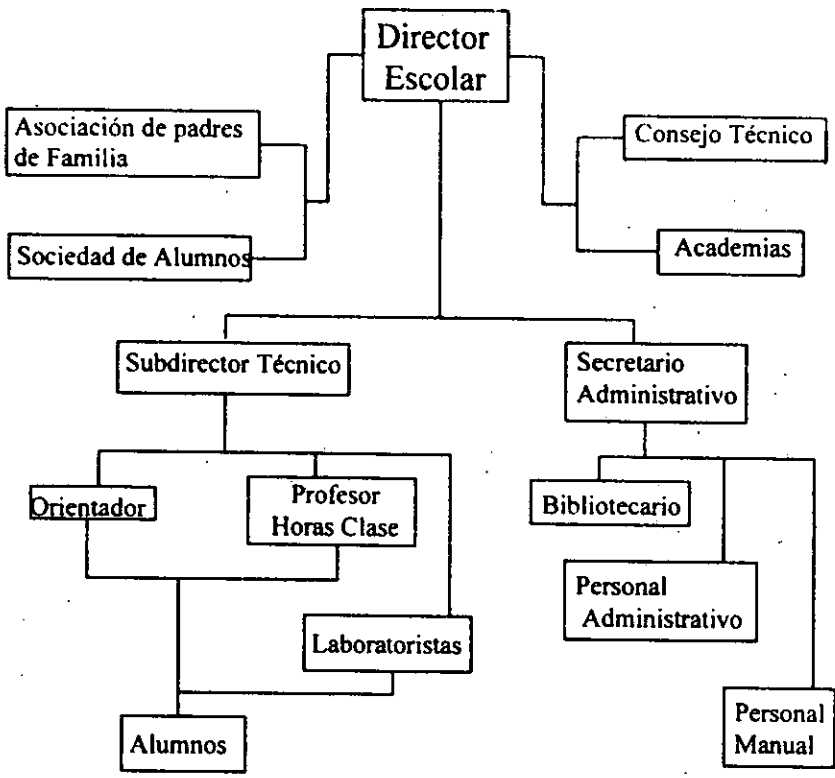 Director
Escolar
Asociación de padres
de Familia
Consejo Técnico
Sociedad de Alumnos
Academias
Subdirector Técnico
Secretario
Administrativo
Orientador
Profesor
Horas Clase
Bibliotecario
Personal
Administrativo
Laboratoristas
Alumnos
Personal
Manual